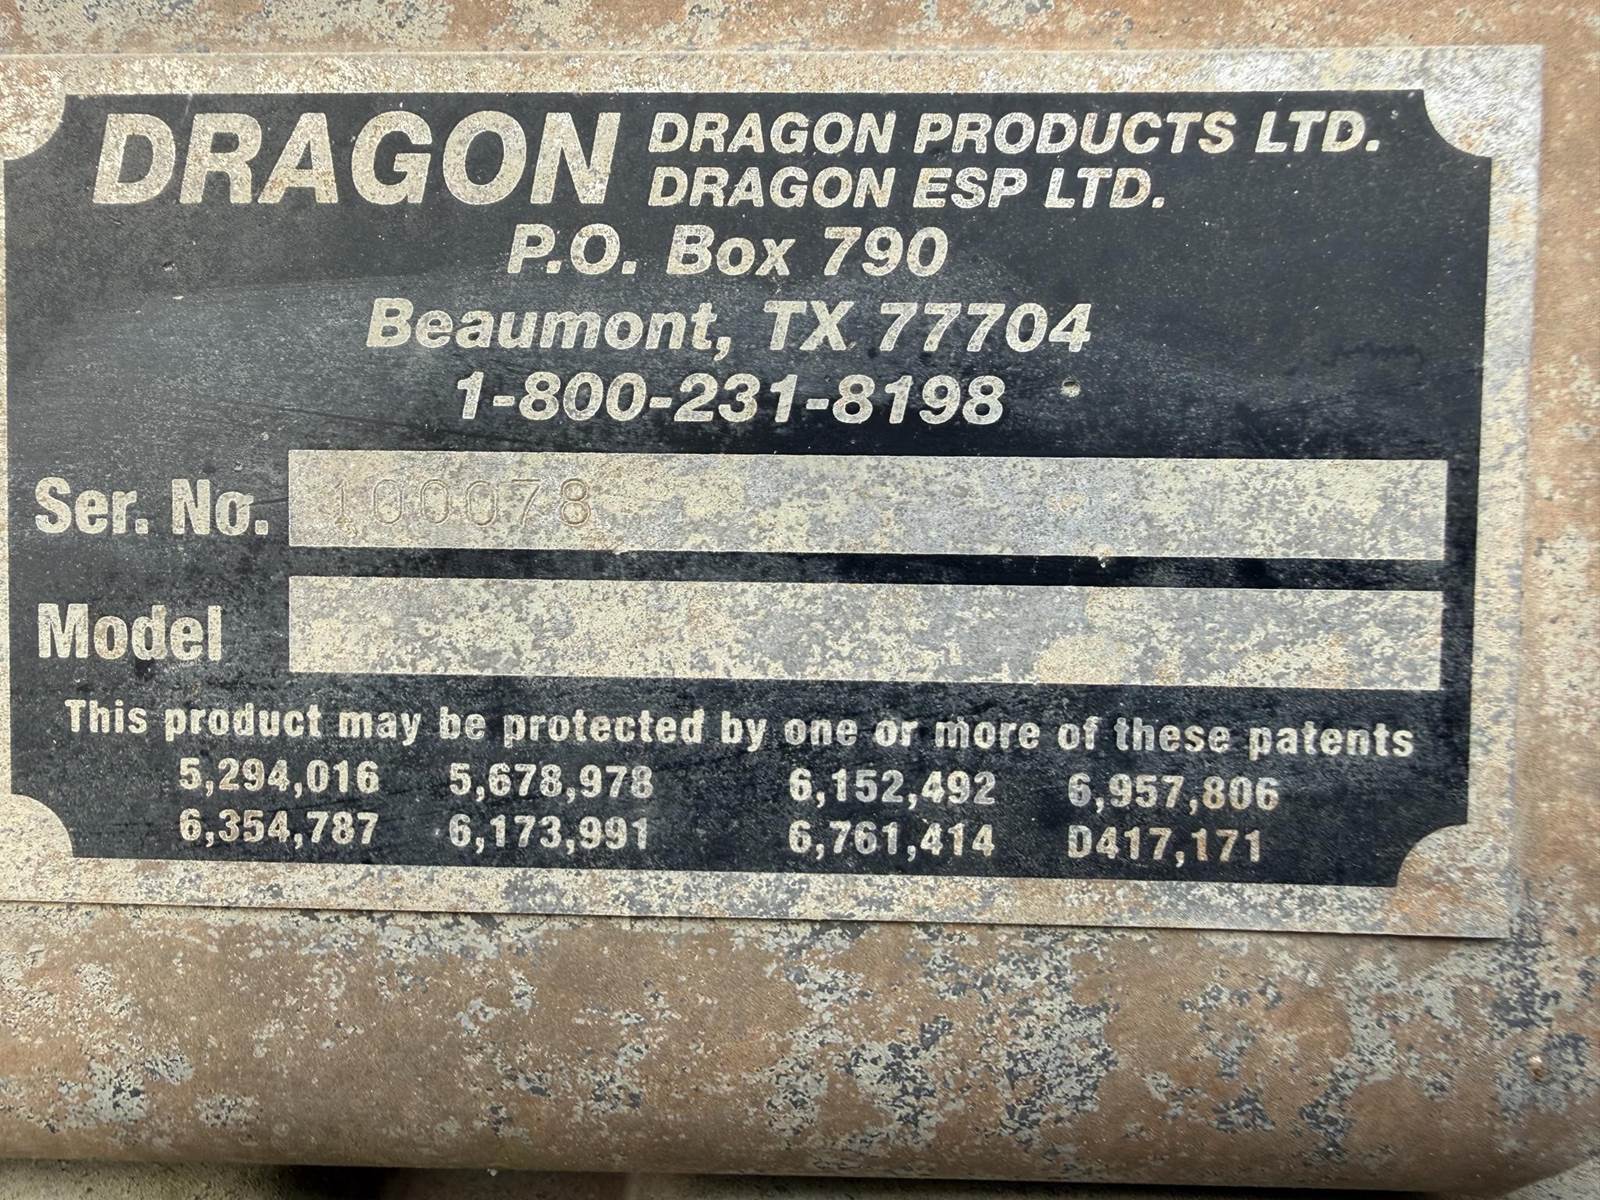 DRAGON DRAGON PRODUCTS LTD.
DRAGON ESP LTD.
P.O. Box 790
Beaumont, TX 77704
1-800-231-8198
Ser. No. 100078
Model
This product may be protected by one or more of these patents
5,294,016 5,678,978 6,152,492 6,957,806
6,354,787 6,173,991 6,761,414 D417,171